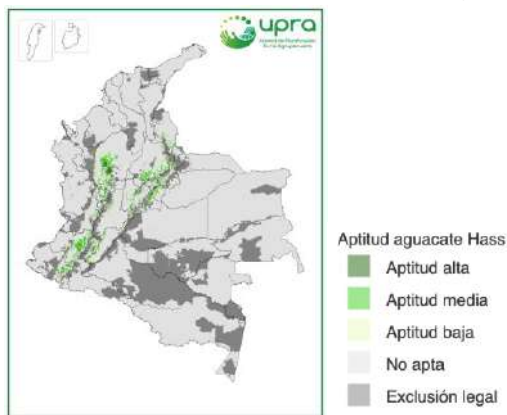 upra
Aptitud aguacate Hass
Aptitud alta
Aptitud media
Aptitud baja
No apta
Exclusión legal